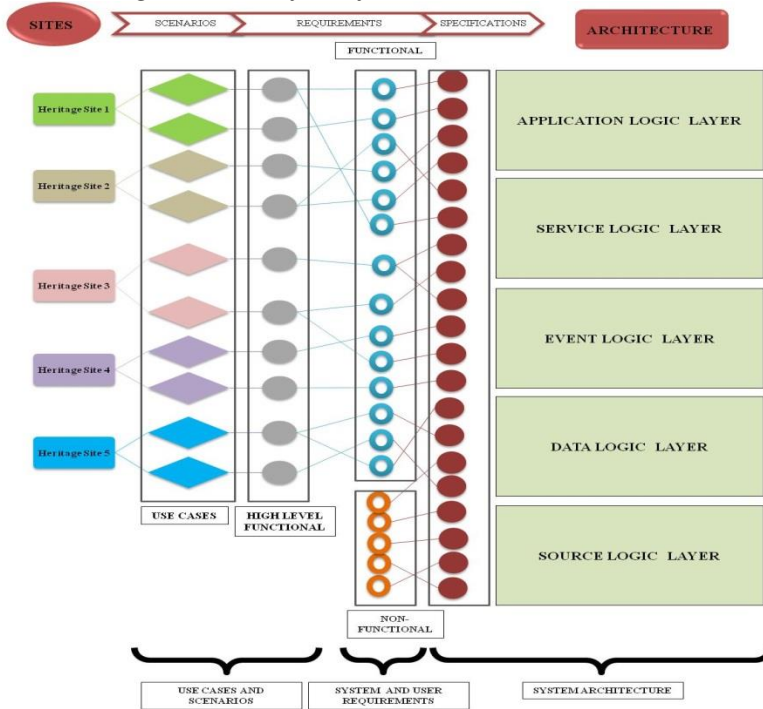 SITES
SCENARIOS
REQUIREMENTS
SPECIFICATIONS
ARCHITECTURE
FUNCTIONAL
Heritage Site 1
Heritage Site 2
Heritage Site 3
Heritage Site 4
Heritage Site 5
APPLICATION LOGIC LAYER
SERVICE LOGIC LAYER
EVENT LOGIC LAYER
DATA LOGIC LAYER
SOURCE LOGIC LAYER
USE CASES
HIGH LEVEL
FUNCTIONAL
NON-
FUNCTIONAL
USE CASES AND
SCENARIOS
SYSTEM AND USER
REQUIREMENTS
SYSTEM ARCHITECTURE